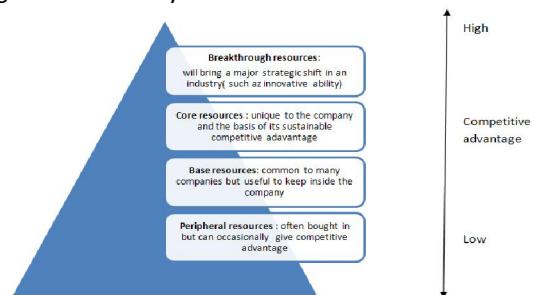 Breakthrough resources:
will bring a major strategic shift in an
industry( such az innovative ability)
High
Core resources : unique to the company
and the basis of its sustainable
competitive adavantage
Competitive
advantage
Base resources: common to many
companies but useful to keep inside the
company
Peripheral resources : often bought in
but can occasionally give competitive
advantage
Low